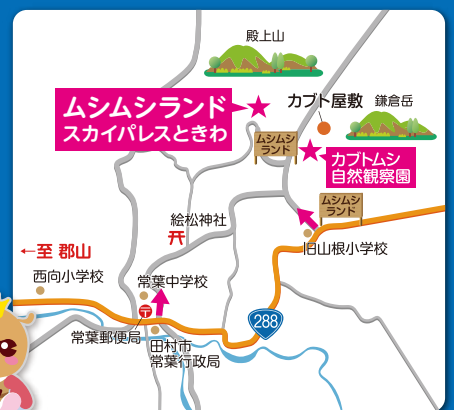 殿上山
ムシムシランド
スカイパレスときわ
カブト屋敷
鎌倉岳
ムシムシ
ランド
カブトムシ
自然観察園
ムシムシ
ランド
絵松神社
旧山根小学校
←至 郡山
西向小学校
常葉中学校
〒
288
常葉郵便局
田村市
常葉行政局